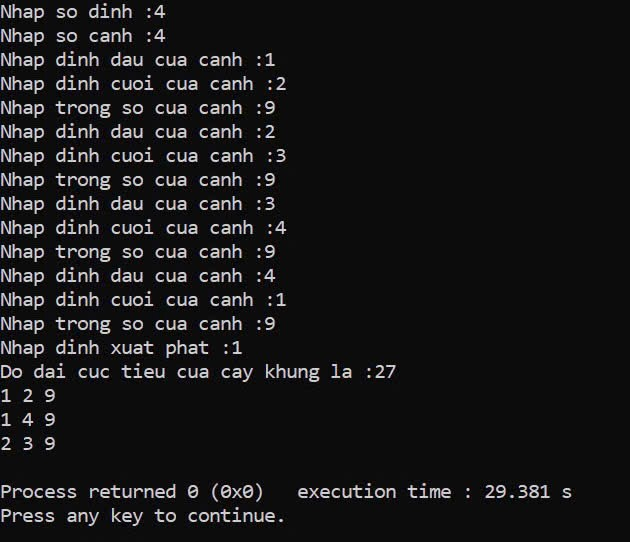 Nhap so dinh :4
Nhap so canh :4
Nhap dinh dau cua canh :1
Nhap dinh cuoi cua canh :2
Nhap trong so cua canh :9
Nhap dinh dau cua canh :2
Nhap dinh cuoi cua canh :3
Nhap trong so cua canh :9
Nhap dinh dau cua canh :3
Nhap dinh cuoi cua canh :4
Nhap trong so cua canh :9
Nhap dinh dau cua canh :4
Nhap dinh cuoi cua canh :1
Nhap trong so cua canh :9
Nhap dinh xuat phat :1
Do dai cuc tieu cua cay khung la :27
1 2 9
1 4 9
2 3 9
Process returned 0 (0x0)   execution time : 29.381 s
Press any key to continue.